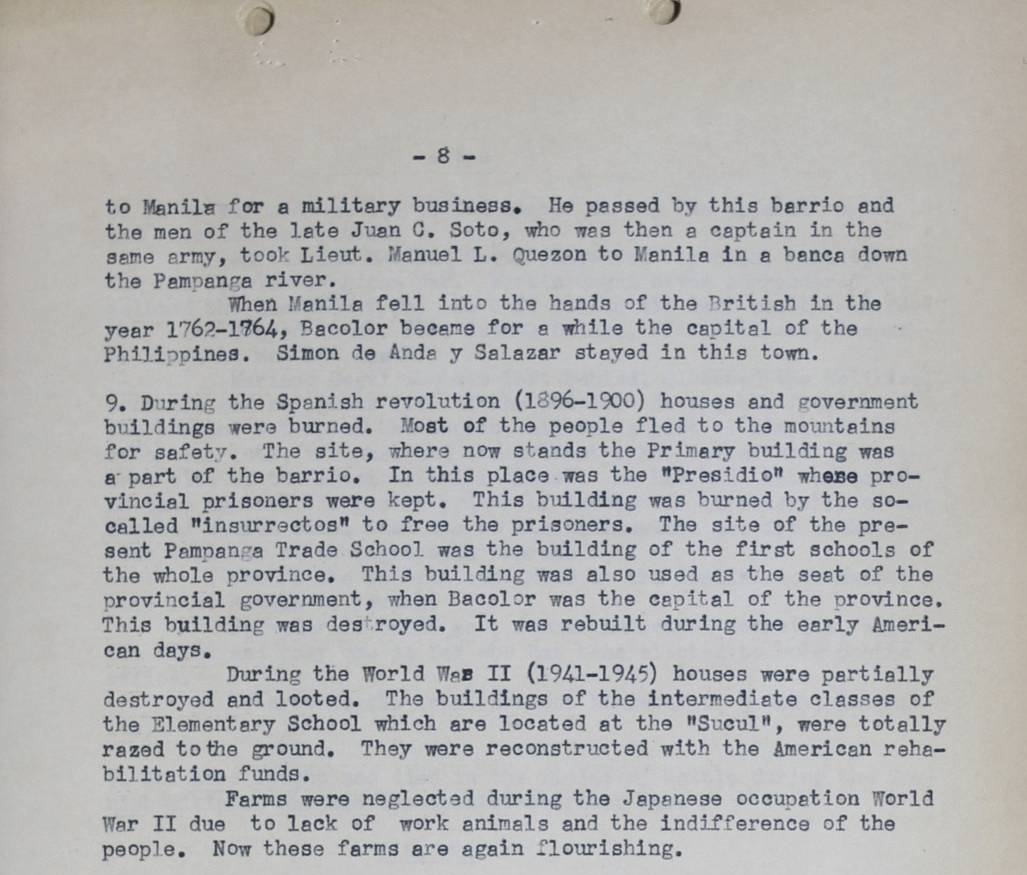 - 8 -
to Manila for a military business. He passed by this barrio and
the men of the late Juan C. Soto, who was then a captain in the
same army, took Lieut. Manuel L. Quezon to Manila in a banca down
the Pampanga river.
When Manila fell into the hands of the British in the
year 1762-1764, Bacolor became for a while the capital of the
Philippines. Simon de Anda y Salazar stayed in this town.
9. During the Spanish revolution (1896-1900) houses and government
buildings were burned. Most of the people fled to the mountains
for safety. The site, where now stands the Primary building was
a part of the barrio. In this place was the "Presidio" where pro-
vincial prisoners were kept. This building was burned by the so-
called "insurrectos" to free the prisoners. The site of the pre-
sent Pampanga Trade School was the building of the first schools of
the whole province. This building was also used as the seat of the
provincial government, when Bacolor was the capital of the province.
This building was destroyed. It was rebuilt during the early Ameri-
can days.
During the World War II (1941-1945) houses were partially
destroyed and looted. The buildings of the intermediate classes of
the Elementary School which are located at the "Sucul", were totally
razed to the ground. They were reconstructed with the American reha-
bilitation funds.
Farms were neglected during the Japanese occupation World
War II due to lack of work animals and the indifference of the
people. Now these farms are again flourishing.